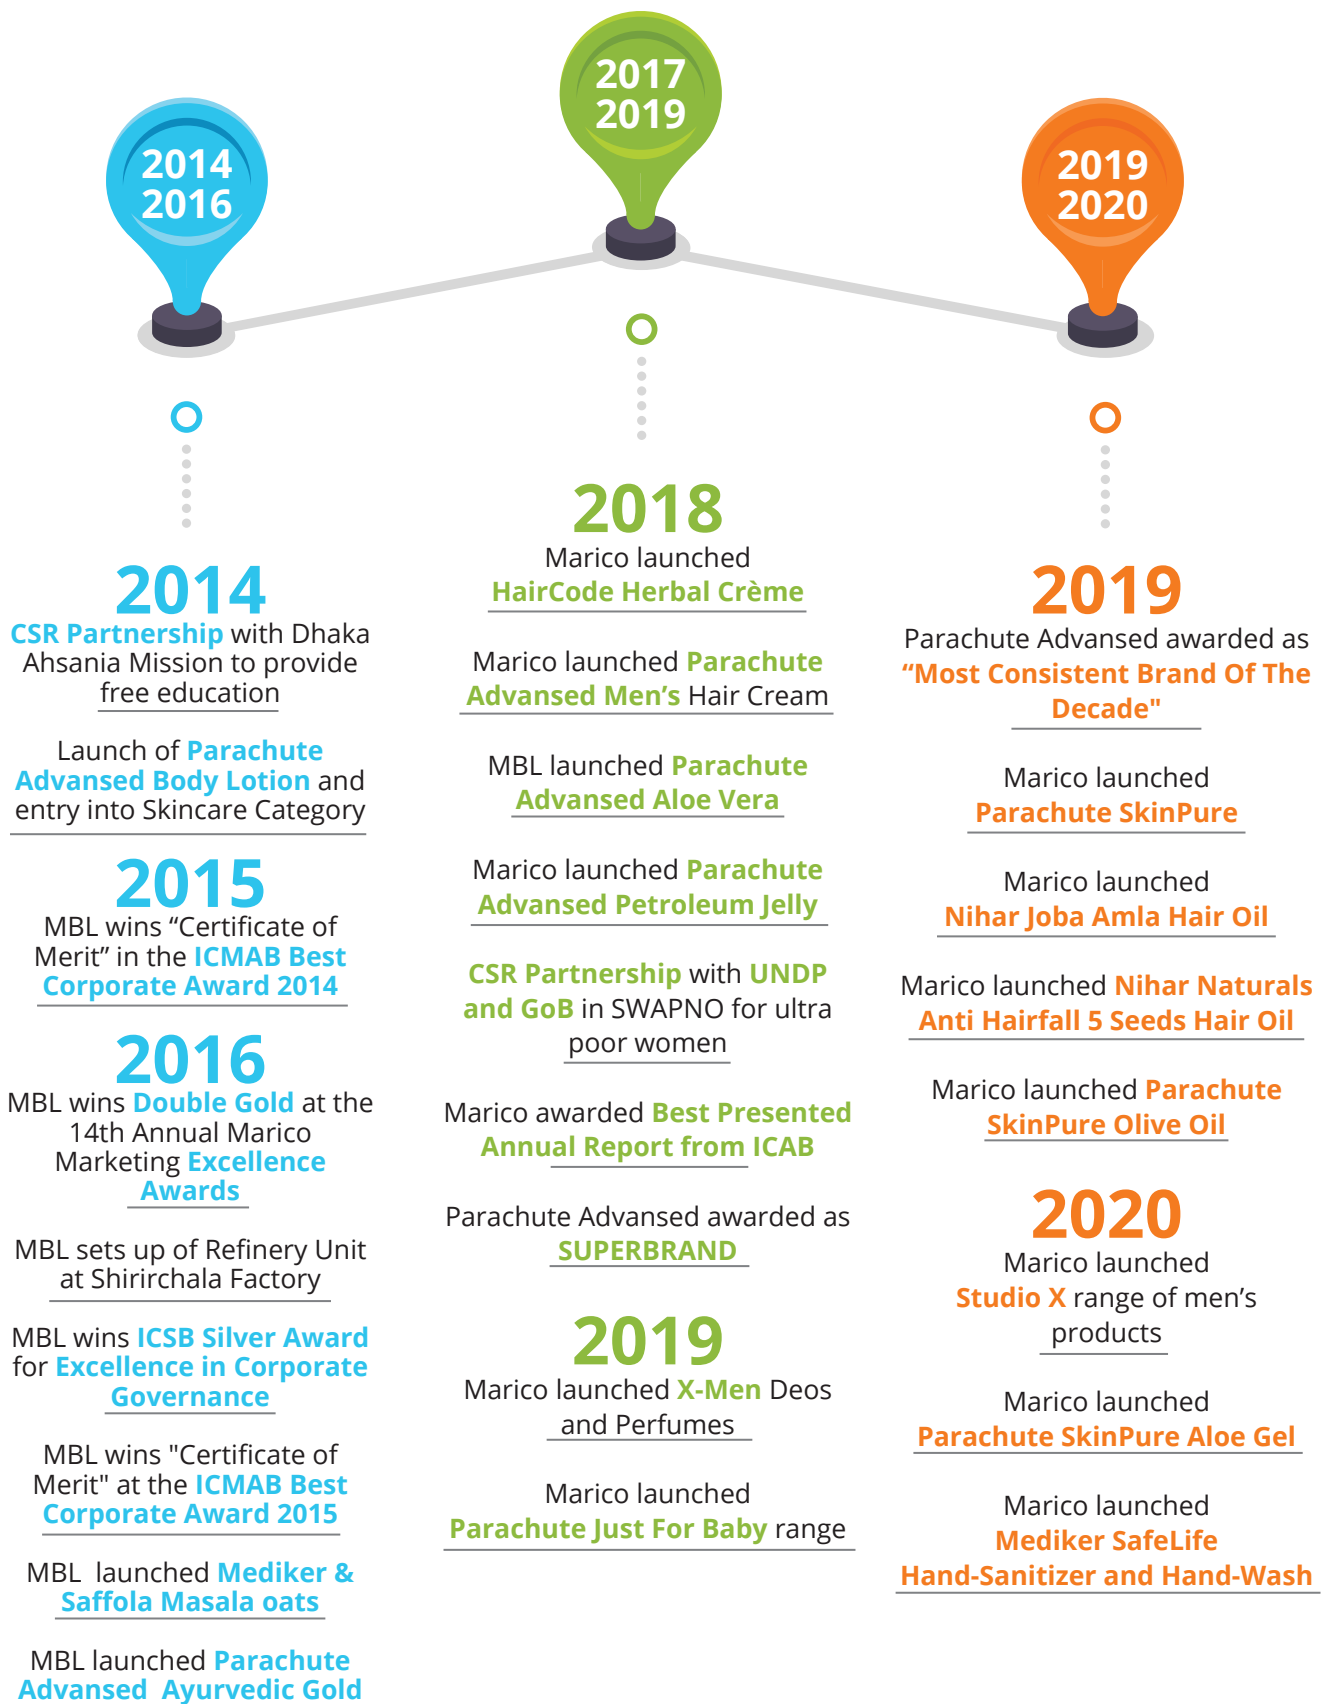 2014
2016
2017
2019
2019
2020
2014
CSR Partnership with Dhaka
Ahsania Mission to provide
free education
Launch of Parachute
Advansed Body Lotion and
entry into Skincare Category
2015
MBL wins “Certificate of
Merit” in the ICMAB Best
Corporate Award 2014
2016
MBL wins Double Gold at the
14th Annual Marico
Marketing Excellence
Awards
MBL sets up of Refinery Unit
at Shirirchala Factory
MBL wins ICSB Silver Award
for Excellence in Corporate
Governance
MBL wins "Certificate of
Merit" at the ICMAB Best
Corporate Award 2015
MBL launched Mediker &
Saffola Masala oats
MBL launched Parachute
Advansed Ayurvedic Gold
2018
Marico launched
HairCode Herbal Crème
Marico launched Parachute
Advansed Men’s Hair Cream
MBL launched Parachute
Advansed Aloe Vera
Marico launched Parachute
Advansed Petroleum Jelly
CSR Partnership with UNDP
and GoB in SWAPNO for ultra
poor women
Marico awarded Best Presented
Annual Report from ICAB
Parachute Advansed awarded as
SUPERBRAND
2019
Marico launched X-Men Deos
and Perfumes
Marico launched
Parachute Just For Baby range
2019
Parachute Advansed awarded as
“Most Consistent Brand Of The
Decade"
Marico launched
Parachute SkinPure
Marico launched
Nihar Joba Amla Hair Oil
Marico launched Nihar Naturals
Anti Hairfall 5 Seeds Hair Oil
Marico launched Parachute
SkinPure Olive Oil
2020
Marico launched
Studio X range of men’s
products
Marico launched
Parachute SkinPure Aloe Gel
Marico launched
Mediker SafeLife
Hand-Sanitizer and Hand-Wash